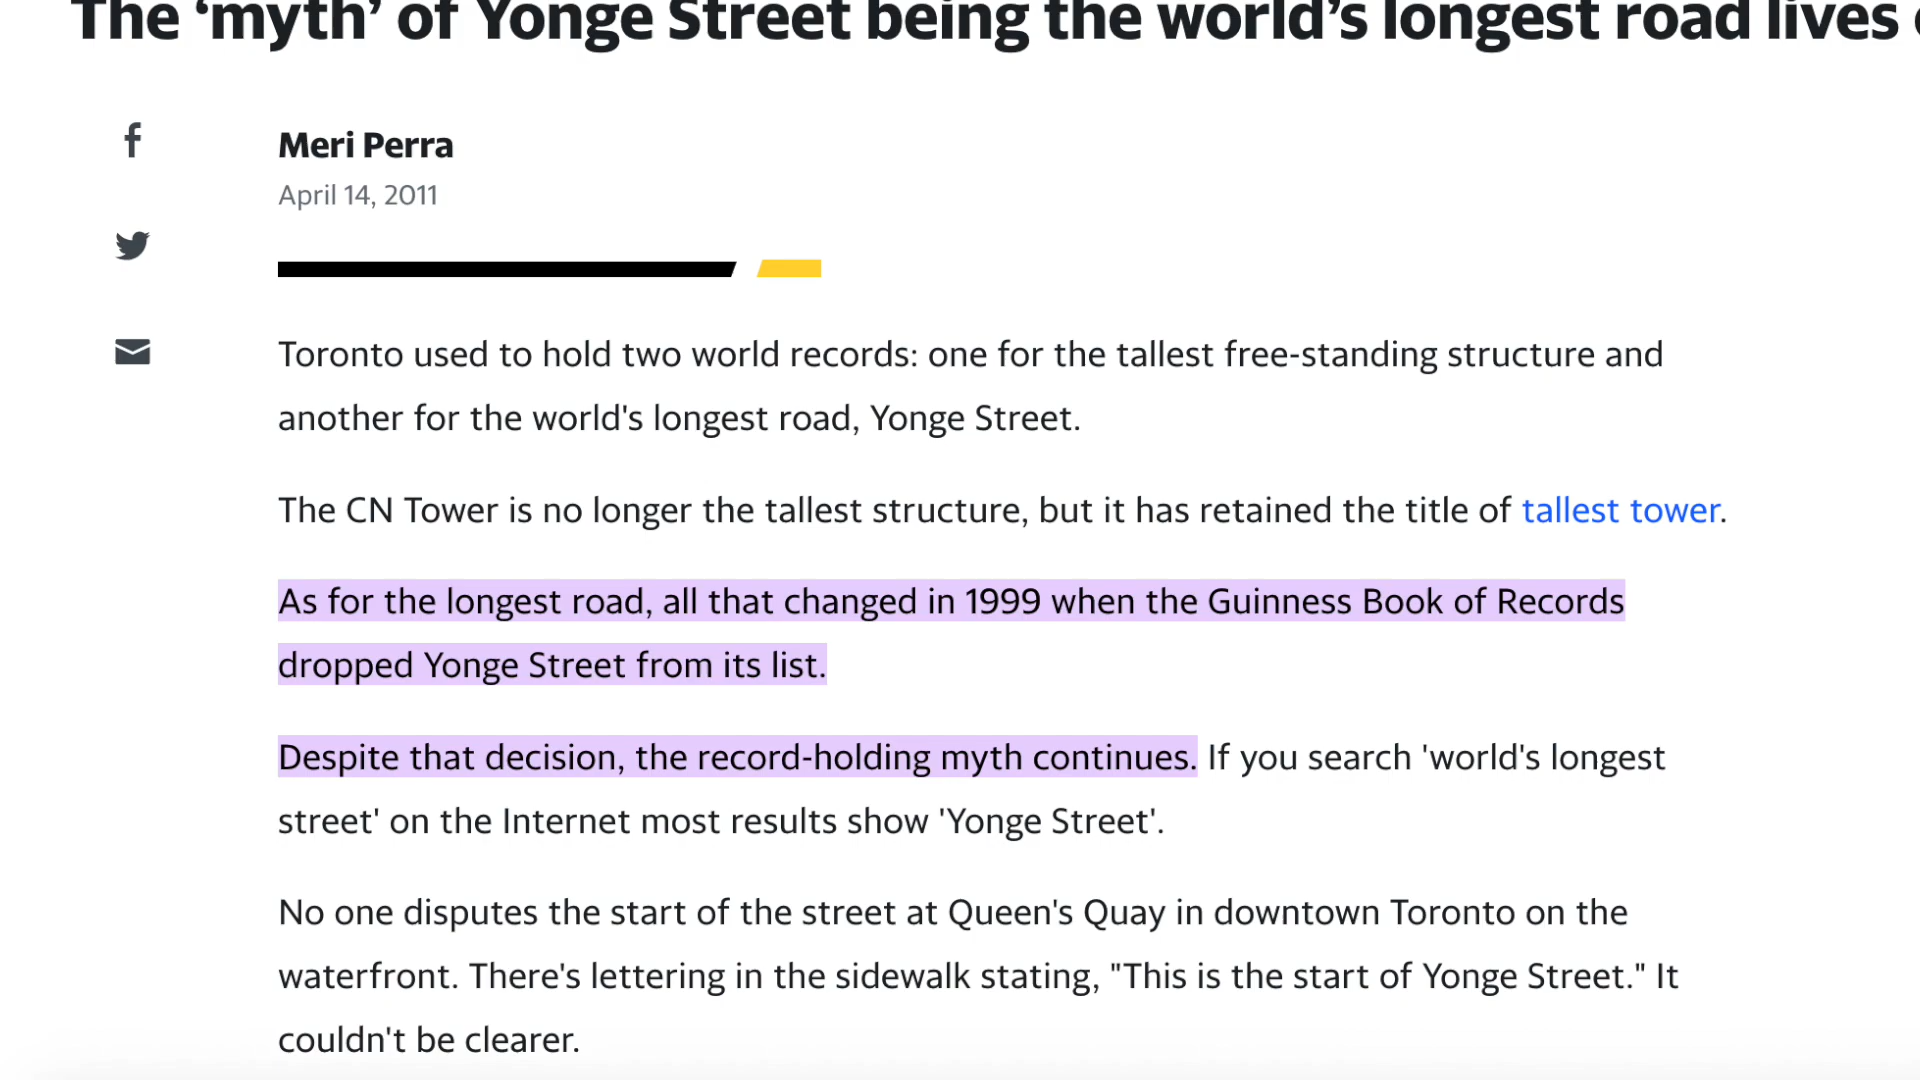 The ‘myth’ of Yonge Street being the world’s longest road lives
Meri Perra
April 14, 2011
Toronto used to hold two world records: one for the tallest free-standing structure and
another for the world's longest road, Yonge Street.
The CN Tower is no longer the tallest structure, but it has retained the title of tallest tower.
As for the longest road, all that changed in 1999 when the Guinness Book of Records
dropped Yonge Street from its list.
Despite that decision, the record-holding myth continues. If you search 'world's longest
street' on the Internet most results show 'Yonge Street'.
No one disputes the start of the street at Queen's Quay in downtown Toronto on the
waterfront. There's lettering in the sidewalk stating, "This is the start of Yonge Street." It
couldn't be clearer.